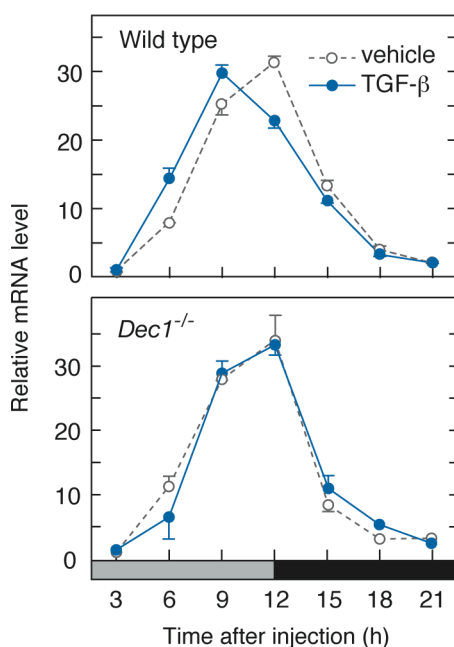 Wild type
vehicle
TGF-β
30
20
10
0
Relative mRNA level
Dec1-/-
30
20
10
0
3 6 9 12 15 18 21
Time after injection (h)